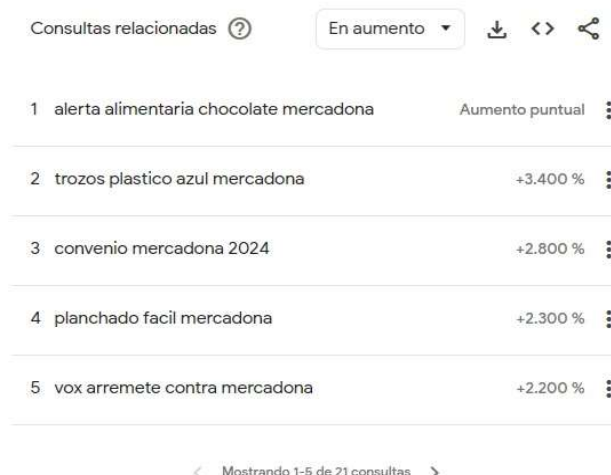 Consultas relacionadas ? En aumento
1 alerta alimentaria chocolate mercadona Aumento puntual
2 trozos plastico azul mercadona +3.400 %
3 convenio mercadona 2024 +2.800 %
4 planchado facil mercadona +2.300 %
5 vox arremete contra mercadona +2.200 %
Mostrando 1-5 de 21 consultas